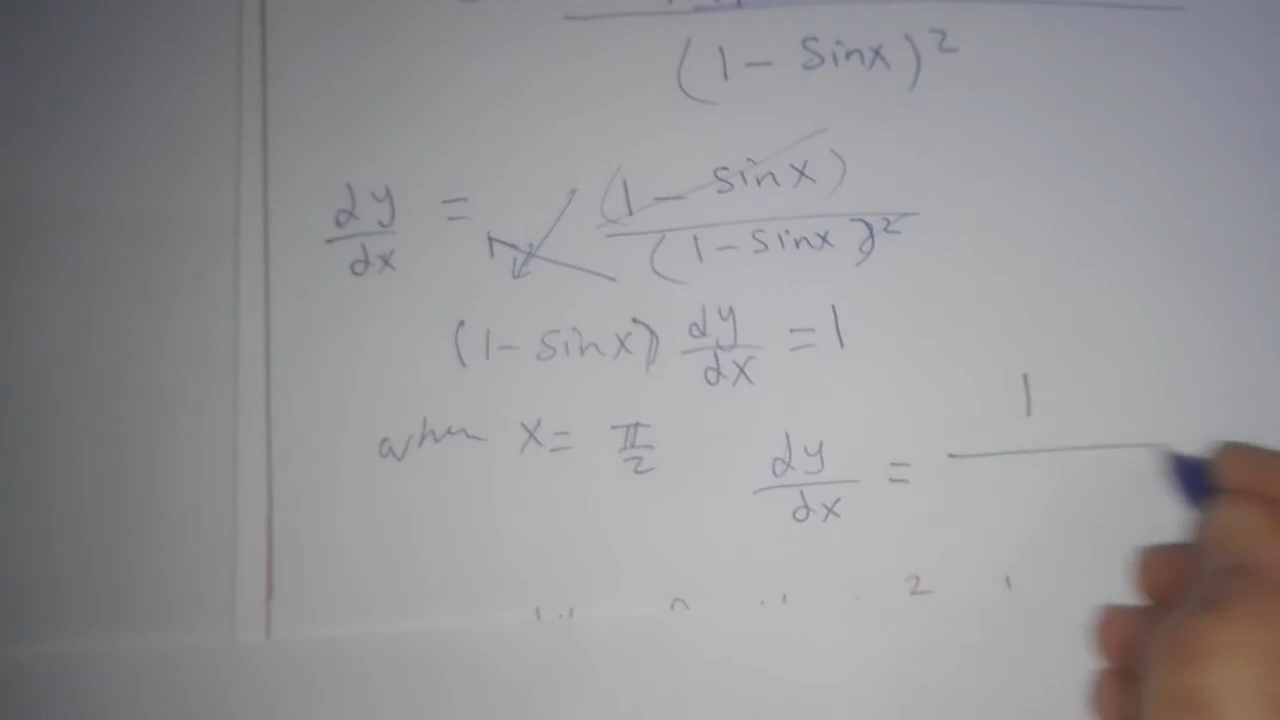 (1 - sinx)²
dy/dx = (1 - sinx) / (1 - sinx)²
(1 - sinx) dy/dx = 1
when x = π/2 dy/dx = 1